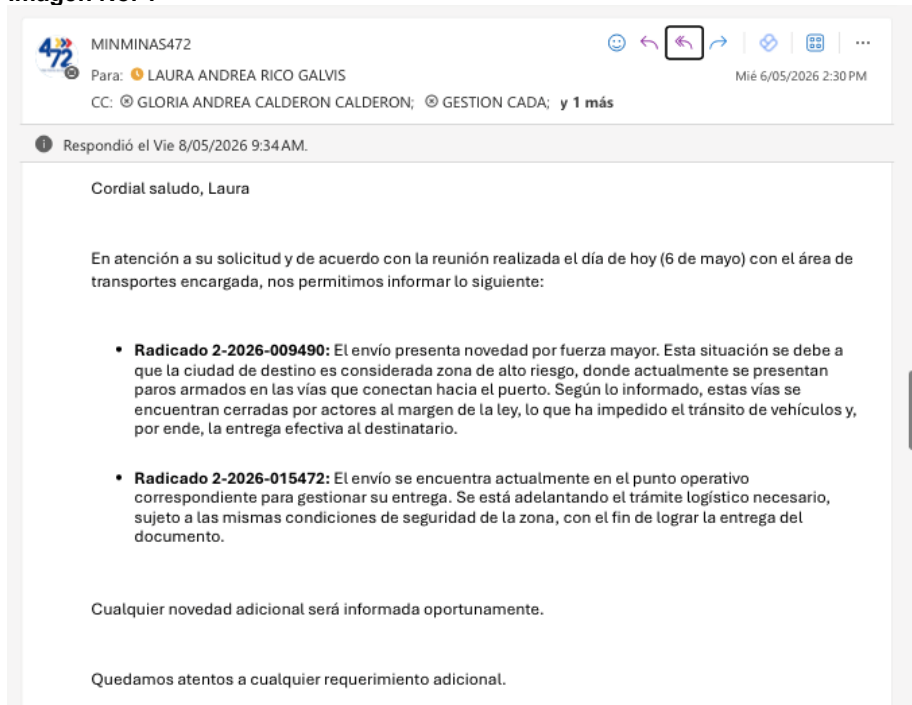 472
MINMINAS472
Para: LAURA ANDREA RICO GALVIS
Mié 6/05/2026 2:30 PM
CC: GLORIA ANDREA CALDERON CALDERON; GESTION CADA; y 1 más
Respondió el Vie 8/05/2026 9:34 AM.
Cordial saludo, Laura
En atención a su solicitud y de acuerdo con la reunión realizada el día de hoy (6 de mayo) con el área de
transportes encargada, nos permitimos informar lo siguiente:
• Radicado 2-2026-009490: El envío presenta novedad por fuerza mayor. Esta situación se debe a
que la ciudad de destino es considerada zona de alto riesgo, donde actualmente se presentan
paros armados en las vías que conectan hacia el puerto. Según lo informado, estas vías se
encuentran cerradas por actores al margen de la ley, lo que ha impedido el tránsito de vehículos y,
por ende, la entrega efectiva al destinatario.
• Radicado 2-2026-015472: El envío se encuentra actualmente en el punto operativo
correspondiente para gestionar su entrega. Se está adelantando el trámite logístico necesario,
sujeto a las mismas condiciones de seguridad de la zona, con el fin de lograr la entrega del
documento.
Cualquier novedad adicional será informada oportunamente.
Quedamos atentos a cualquier requerimiento adicional.